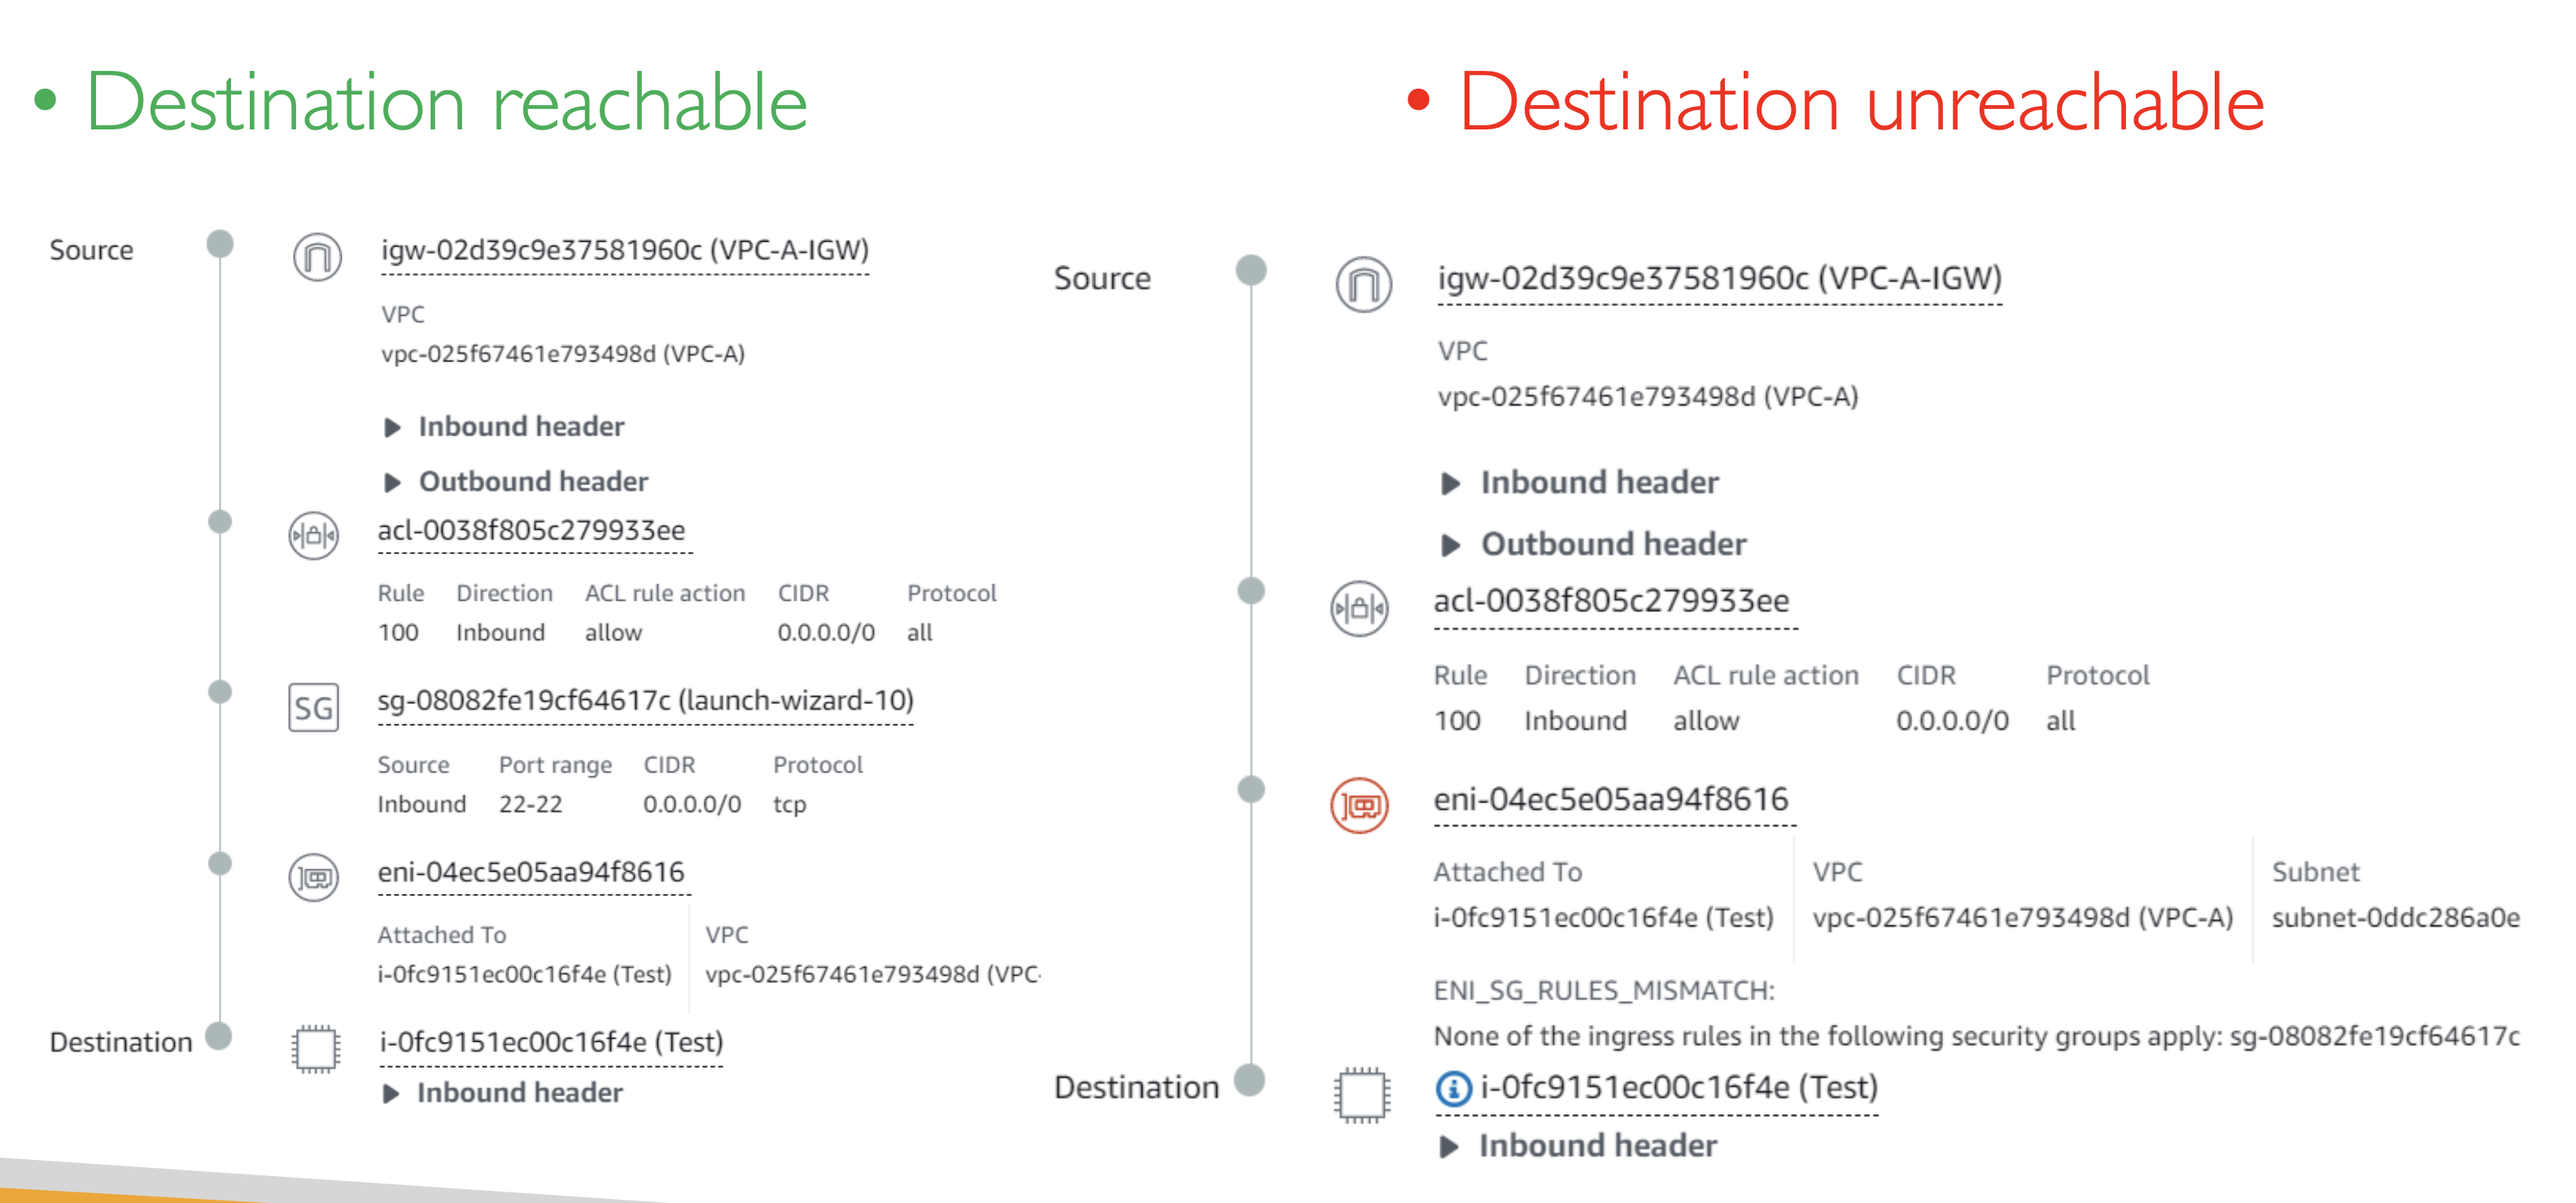 • Destination reachable
Source
igw-02d39c9e37581960c (VPC-A-IGW)
VPC
vpc-025f67461e793498d (VPC-A)
Inbound header
Outbound header
acl-0038f805c279933ee
Rule Direction ACL rule action CIDR Protocol
100 Inbound allow 0.0.0.0/0 all
SG
sg-08082fe19cf64617c (launch-wizard-10)
Source Port range CIDR Protocol
Inbound 22-22 0.0.0.0/0 tcp
eni-04ec5e05aa94f8616
Attached To VPC
i-0fc9151ec00c16f4e (Test) vpc-025f67461e793498d (VPC-
Destination
i-0fc9151ec00c16f4e (Test)
Inbound header
• Destination unreachable
Source
igw-02d39c9e37581960c (VPC-A-IGW)
VPC
vpc-025f67461e793498d (VPC-A)
Inbound header
Outbound header
acl-0038f805c279933ee
Rule Direction ACL rule action CIDR Protocol
100 Inbound allow 0.0.0.0/0 all
eni-04ec5e05aa94f8616
Attached To VPC Subnet
i-0fc9151ec00c16f4e (Test) vpc-025f67461e793498d (VPC-A) subnet-0ddc286a0e
ENI_SG_RULES_MISMATCH:
None of the ingress rules in the following security groups apply: sg-08082fe19cf64617c
Destination
i-0fc9151ec00c16f4e (Test)
Inbound header